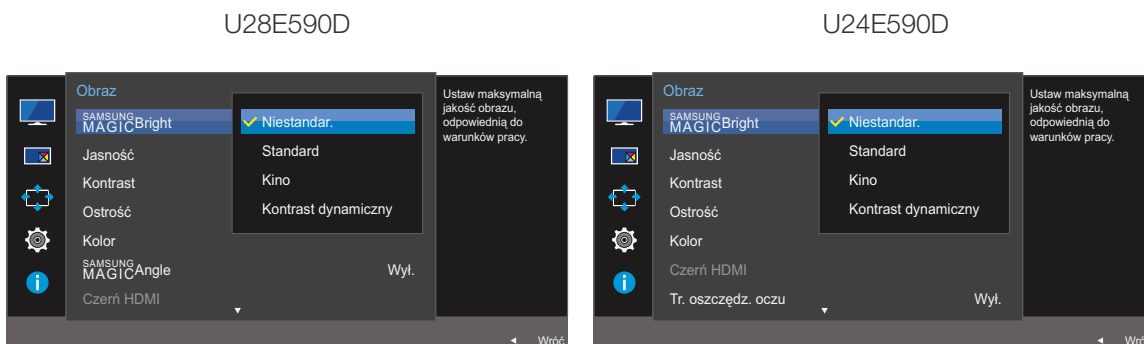 U28E590D
Obraz
SAMSUNG
MAGICBright
Niestandar.
Jasność
Standard
Kontrast
Kino
Ostrość
Kontrast dynamiczny
Kolor
SAMSUNG
MAGICAngle
Wył.
Czerń HDMI
Ustaw maksymalną
jakość obrazu,
odpowiednią do
warunków pracy.
Wróć
U24E590D
Obraz
SAMSUNG
MAGICBright
Niestandar.
Jasność
Standard
Kontrast
Kino
Ostrość
Kontrast dynamiczny
Kolor
Czerń HDMI
Tr. oszczędz. oczu
Wył.
Ustaw maksymalną
jakość obrazu,
odpowiednią do
warunków pracy.